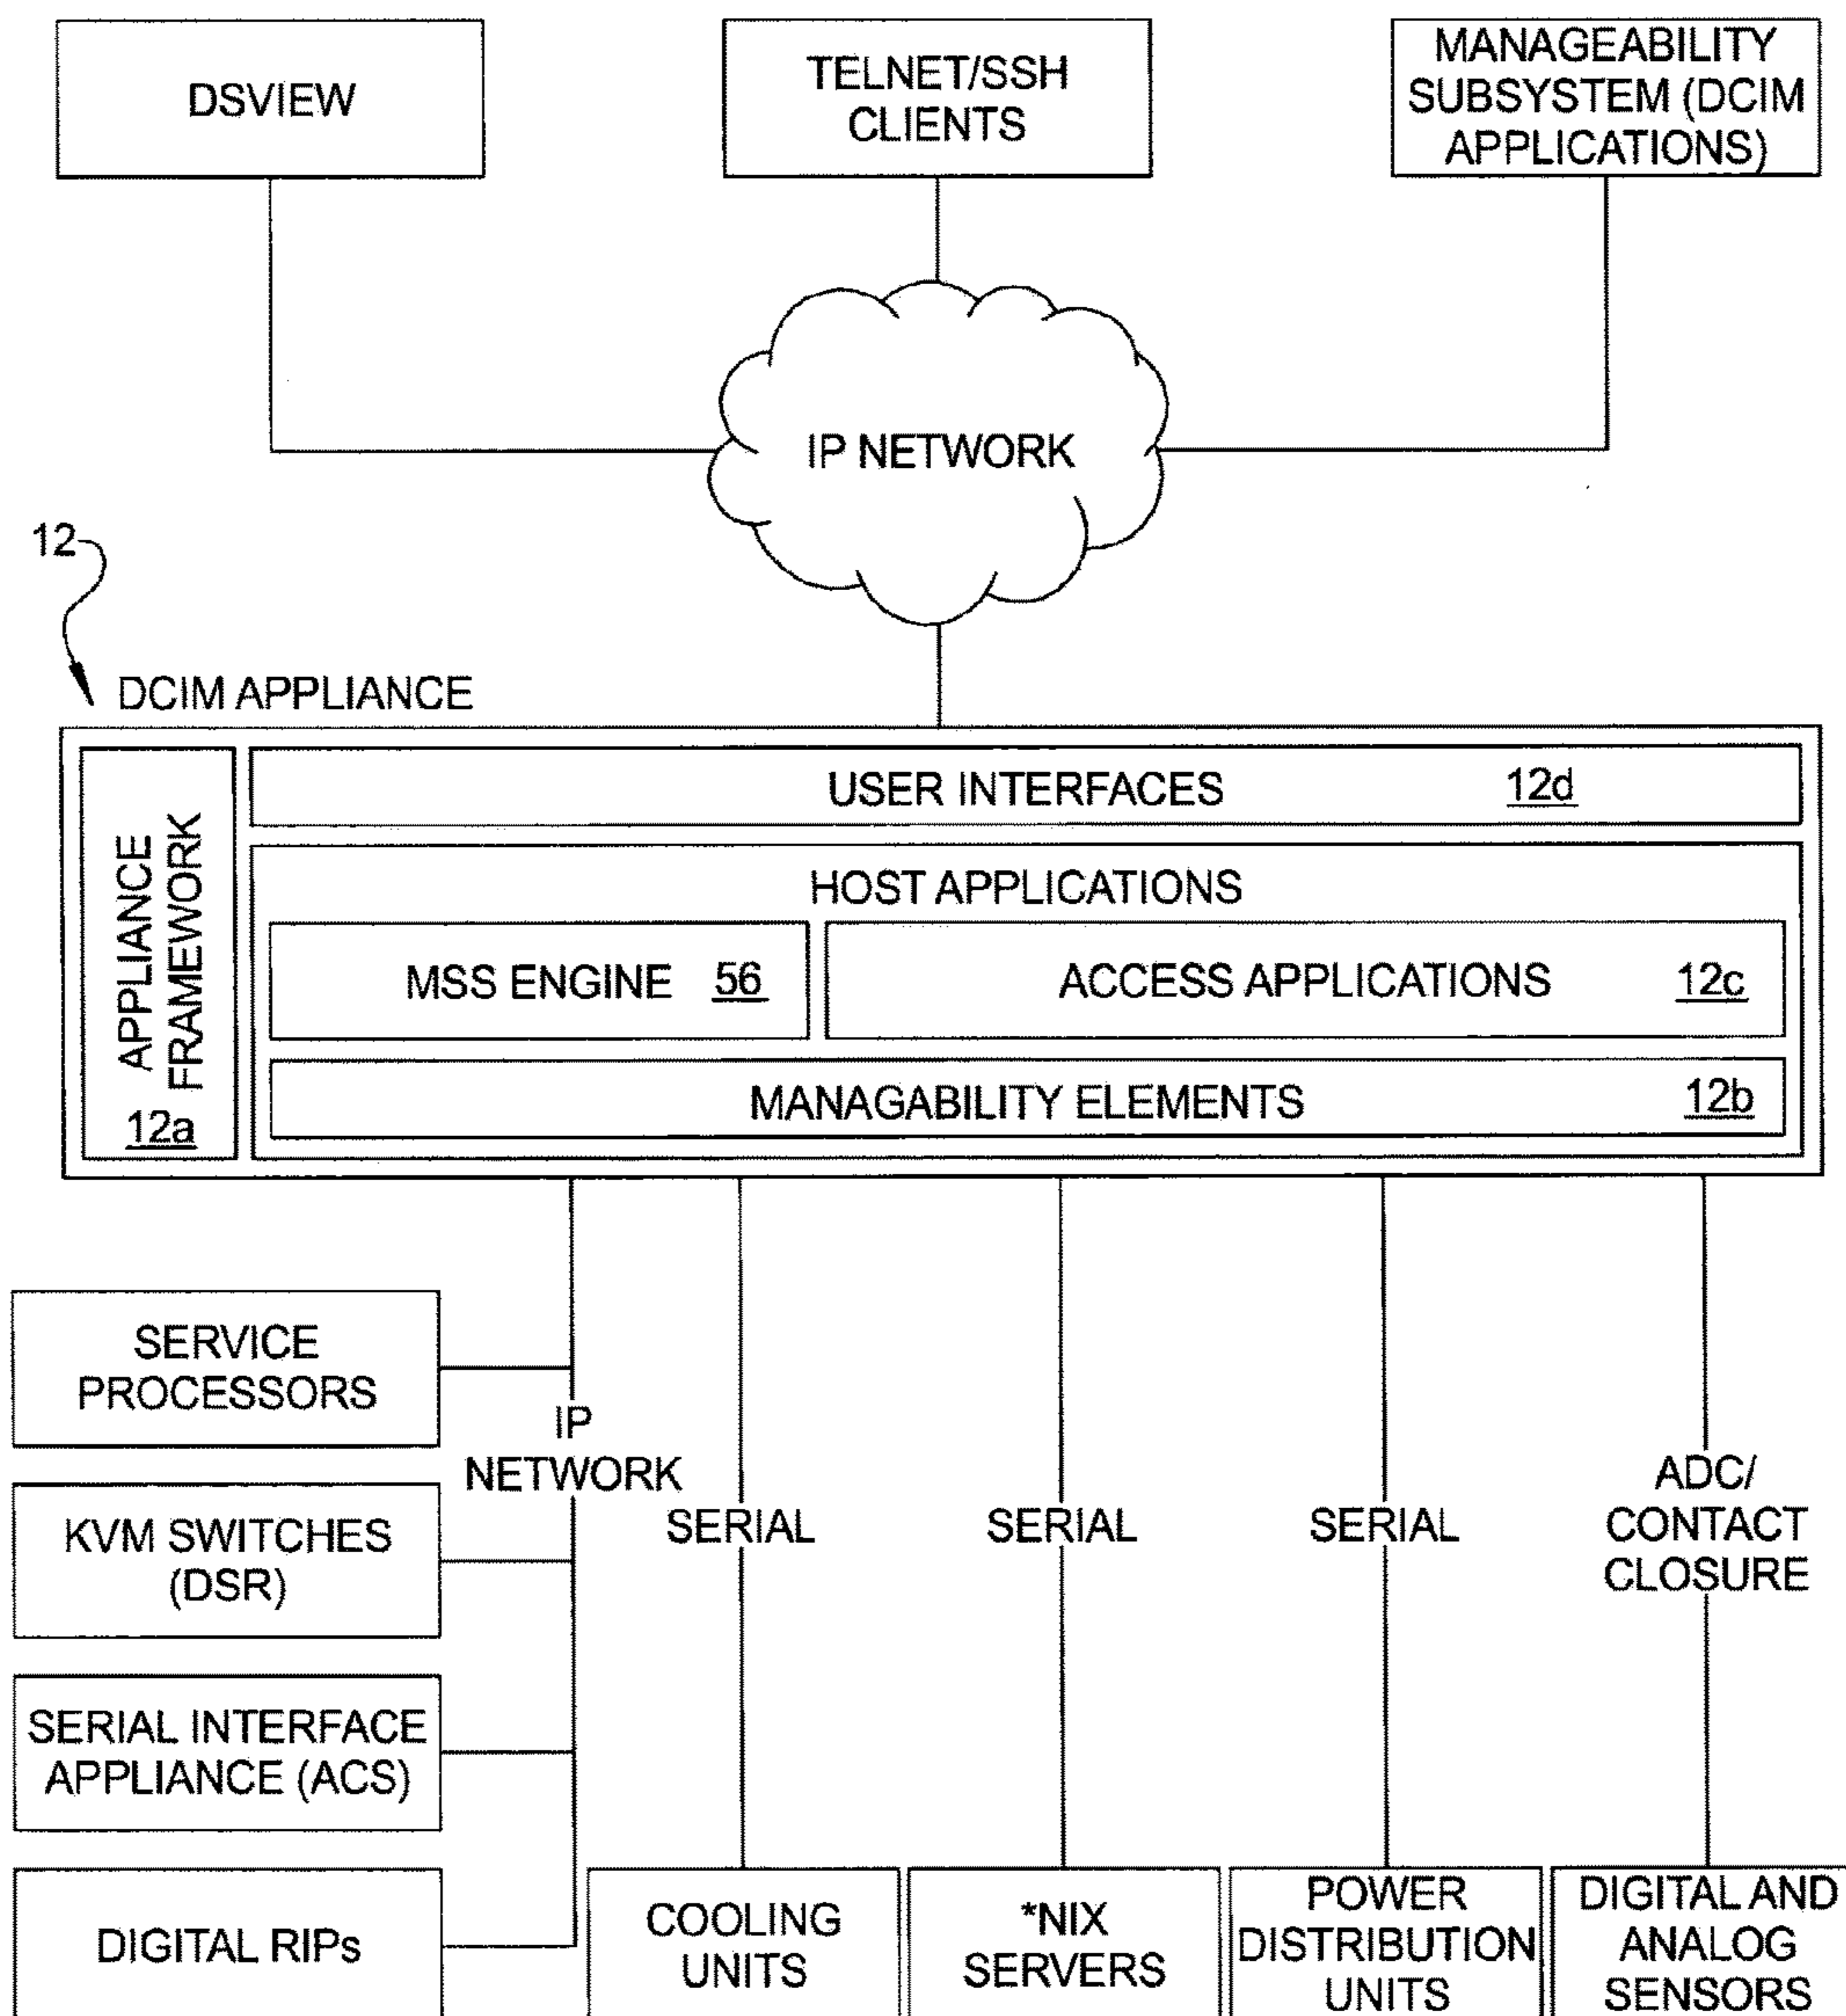 DSVIEW
TELNET/SSH
CLIENTS
MANAGEABILITY
SUBSYSTEM (DCIM
APPLICATIONS)
IP NETWORK
12
DCIM APPLIANCE
APPLIANCE
FRAMEWORK
12a
USER INTERFACES 12d
HOST APPLICATIONS
MSS ENGINE 56
ACCESS APPLICATIONS 12c
MANAGABILITY ELEMENTS 12b
SERVICE
PROCESSORS
KVM SWITCHES
(DSR)
SERIAL INTERFACE
APPLIANCE (ACS)
DIGITAL RIPs
IP
NETWORK
SERIAL
SERIAL
SERIAL
ADC/
CONTACT
CLOSURE
COOLING
UNITS
*NIX
SERVERS
POWER
DISTRIBUTION
UNITS
DIGITAL AND
ANALOG
SENSORS